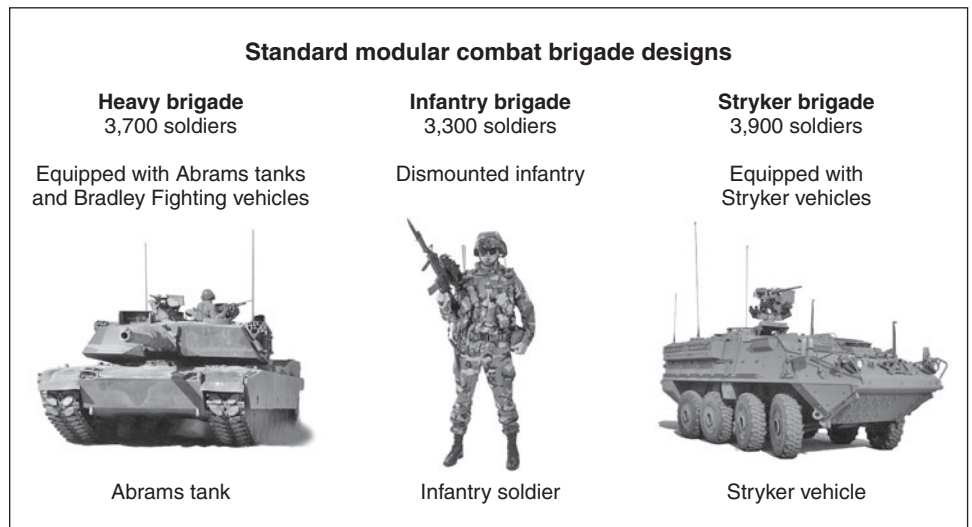 Standard modular combat brigade designs
Heavy brigade
3,700 soldiers
Equipped with Abrams tanks
and Bradley Fighting vehicles
Abrams tank
Infantry brigade
3,300 soldiers
Dismounted infantry
Infantry soldier
Stryker brigade
3,900 soldiers
Equipped with
Stryker vehicles
Stryker vehicle